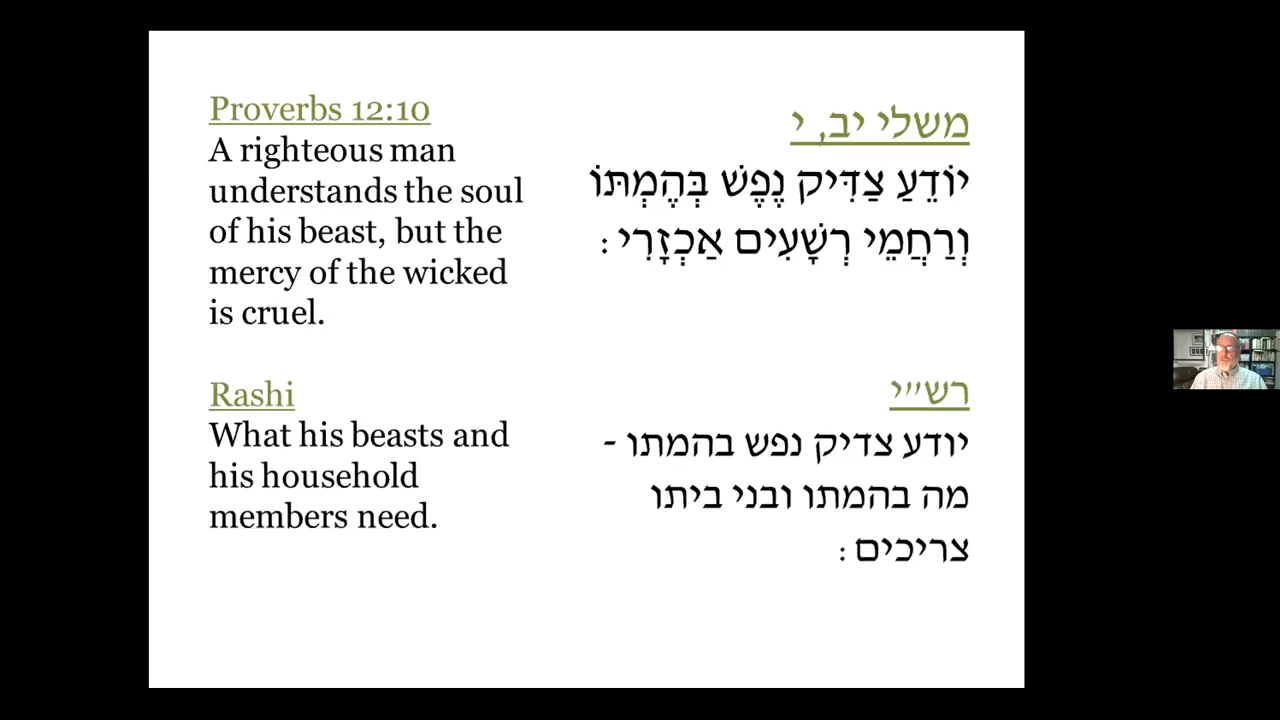 Proverbs 12:10
A righteous man
understands the soul
of his beast, but the
mercy of the wicked
is cruel.
משלי יב, י
יוֹדֵעַ צַדִּיק נֶפֶשׁ בְּהֶמְתּוֹ
וְרַחֲמֵי רְשָׁעִים אַכְזָרִי:
Rashi
What his beasts and
his household
members need.
רש״י
יודע צדיק נפש בהמתו -
מה בהמתו ובני ביתו
צריכים: